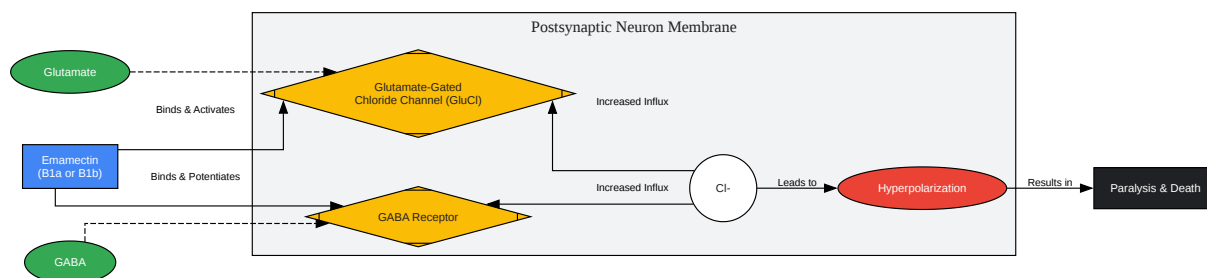 Postsynaptic Neuron Membrane
Glutamate
Glutamate-Gated
Chloride Channel (GluCl)
Increased Influx
Binds & Activates
Emamectin
(B1a or B1b)
Binds & Potentiates
Increased Influx
Cl-
Leads to
Hyperpolarization
Results in
Paralysis & Death
GABA Receptor
GABA